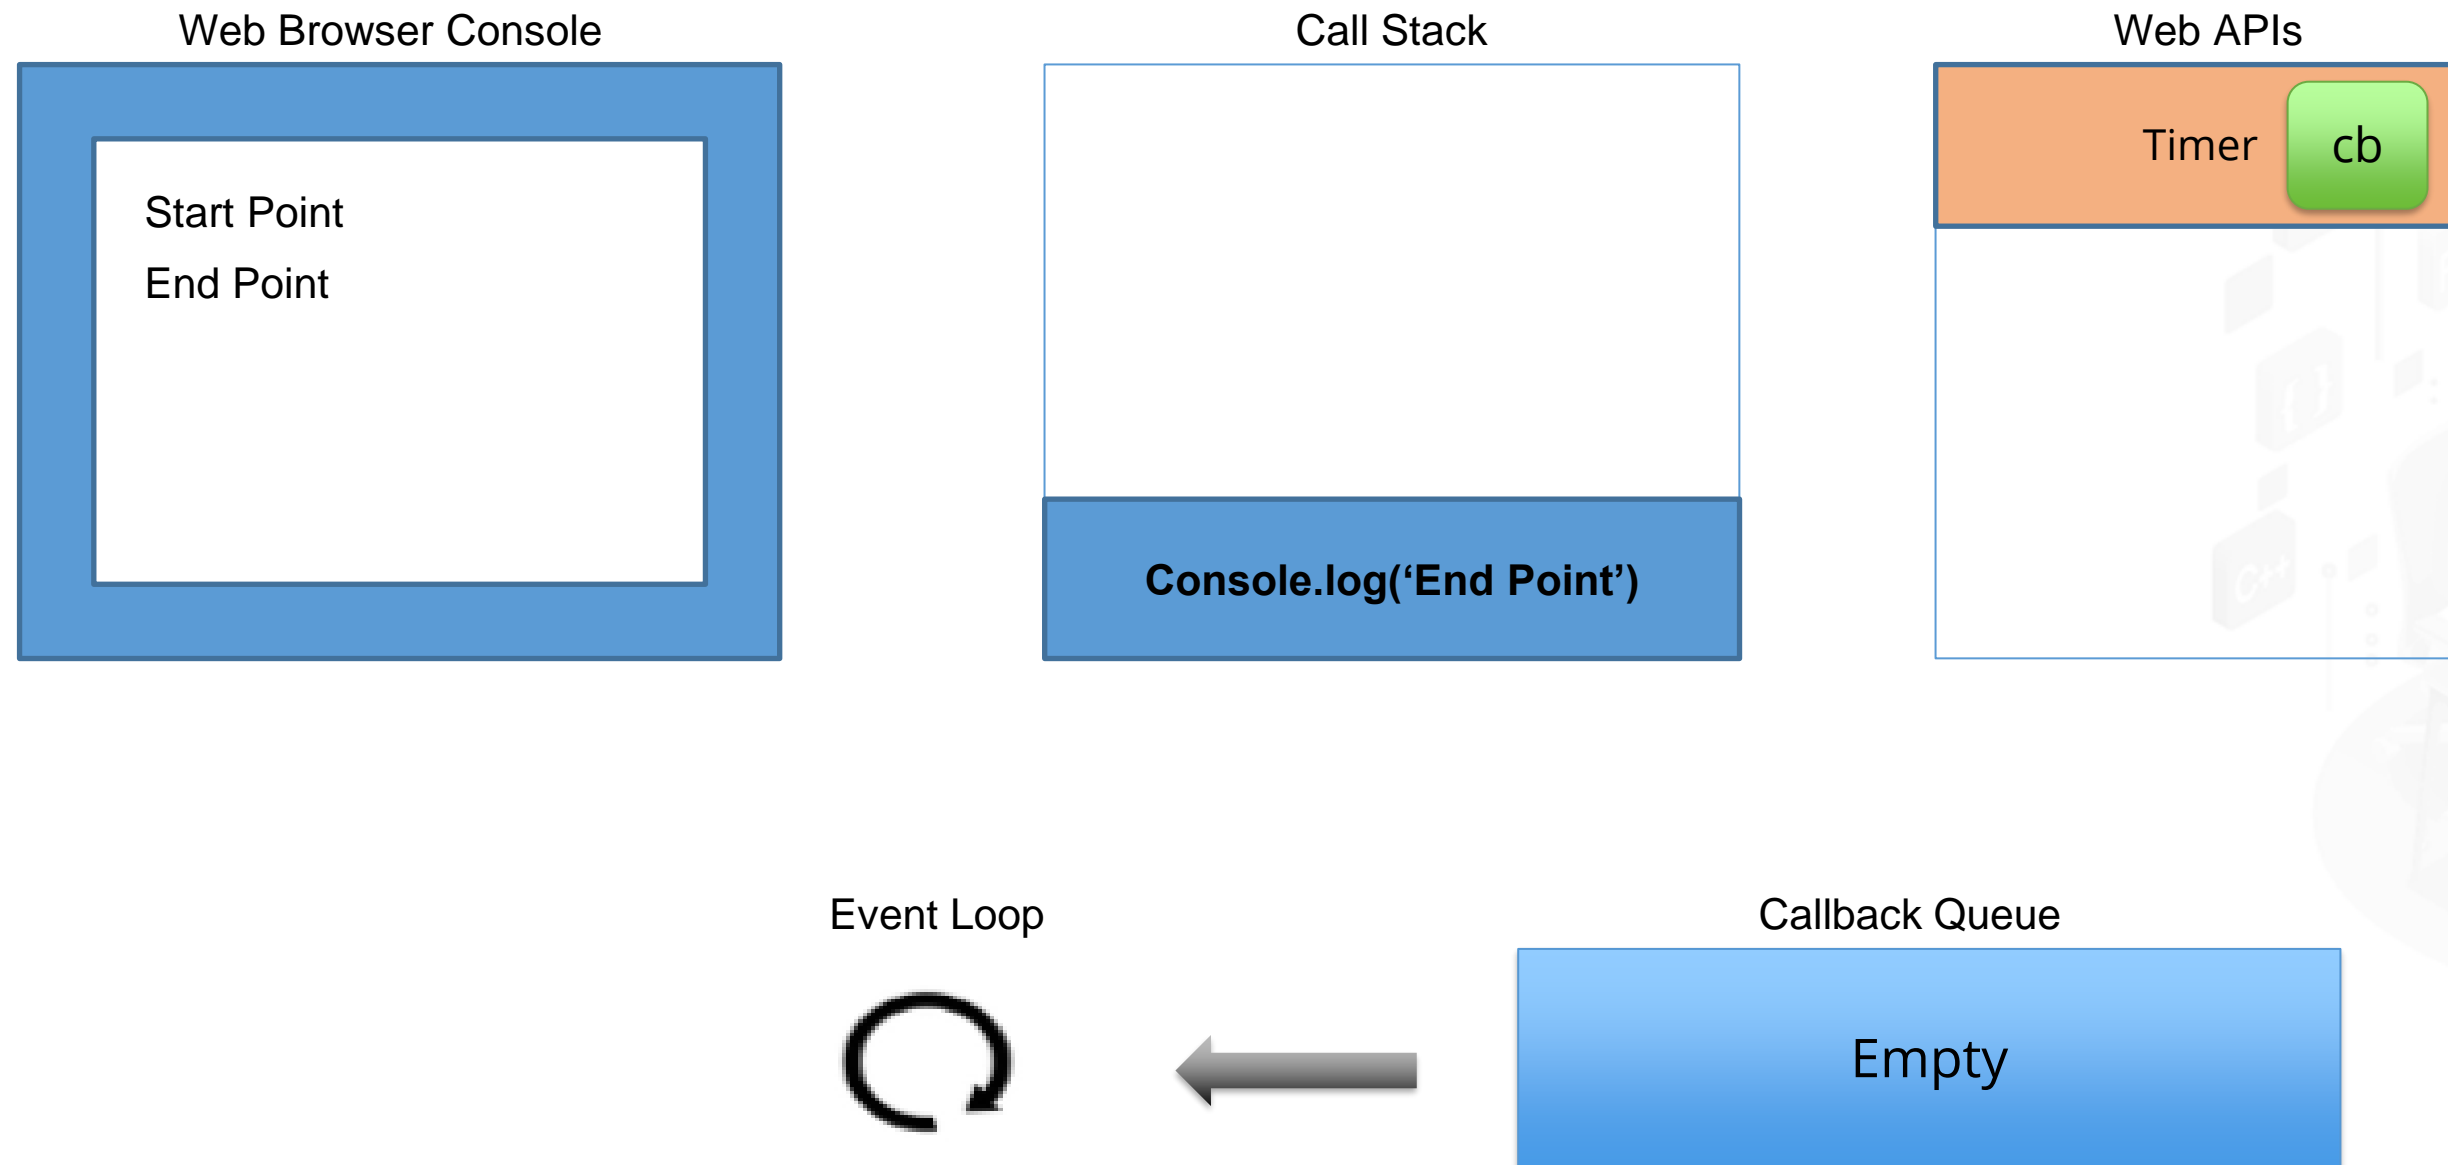 Web Browser Console
Call Stack
Web APIs
Timer
cb
Start Point
End Point
Console.log(‘End Point’)
C++
Event Loop
Callback Queue
Empty